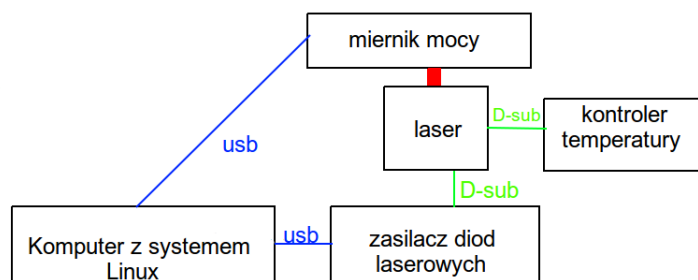 miernik mocy
laser
D-sub
kontroler
temperatury
usb
D-sub
Komputer z systemem
Linux
usb
zasilacz diod
laserowych